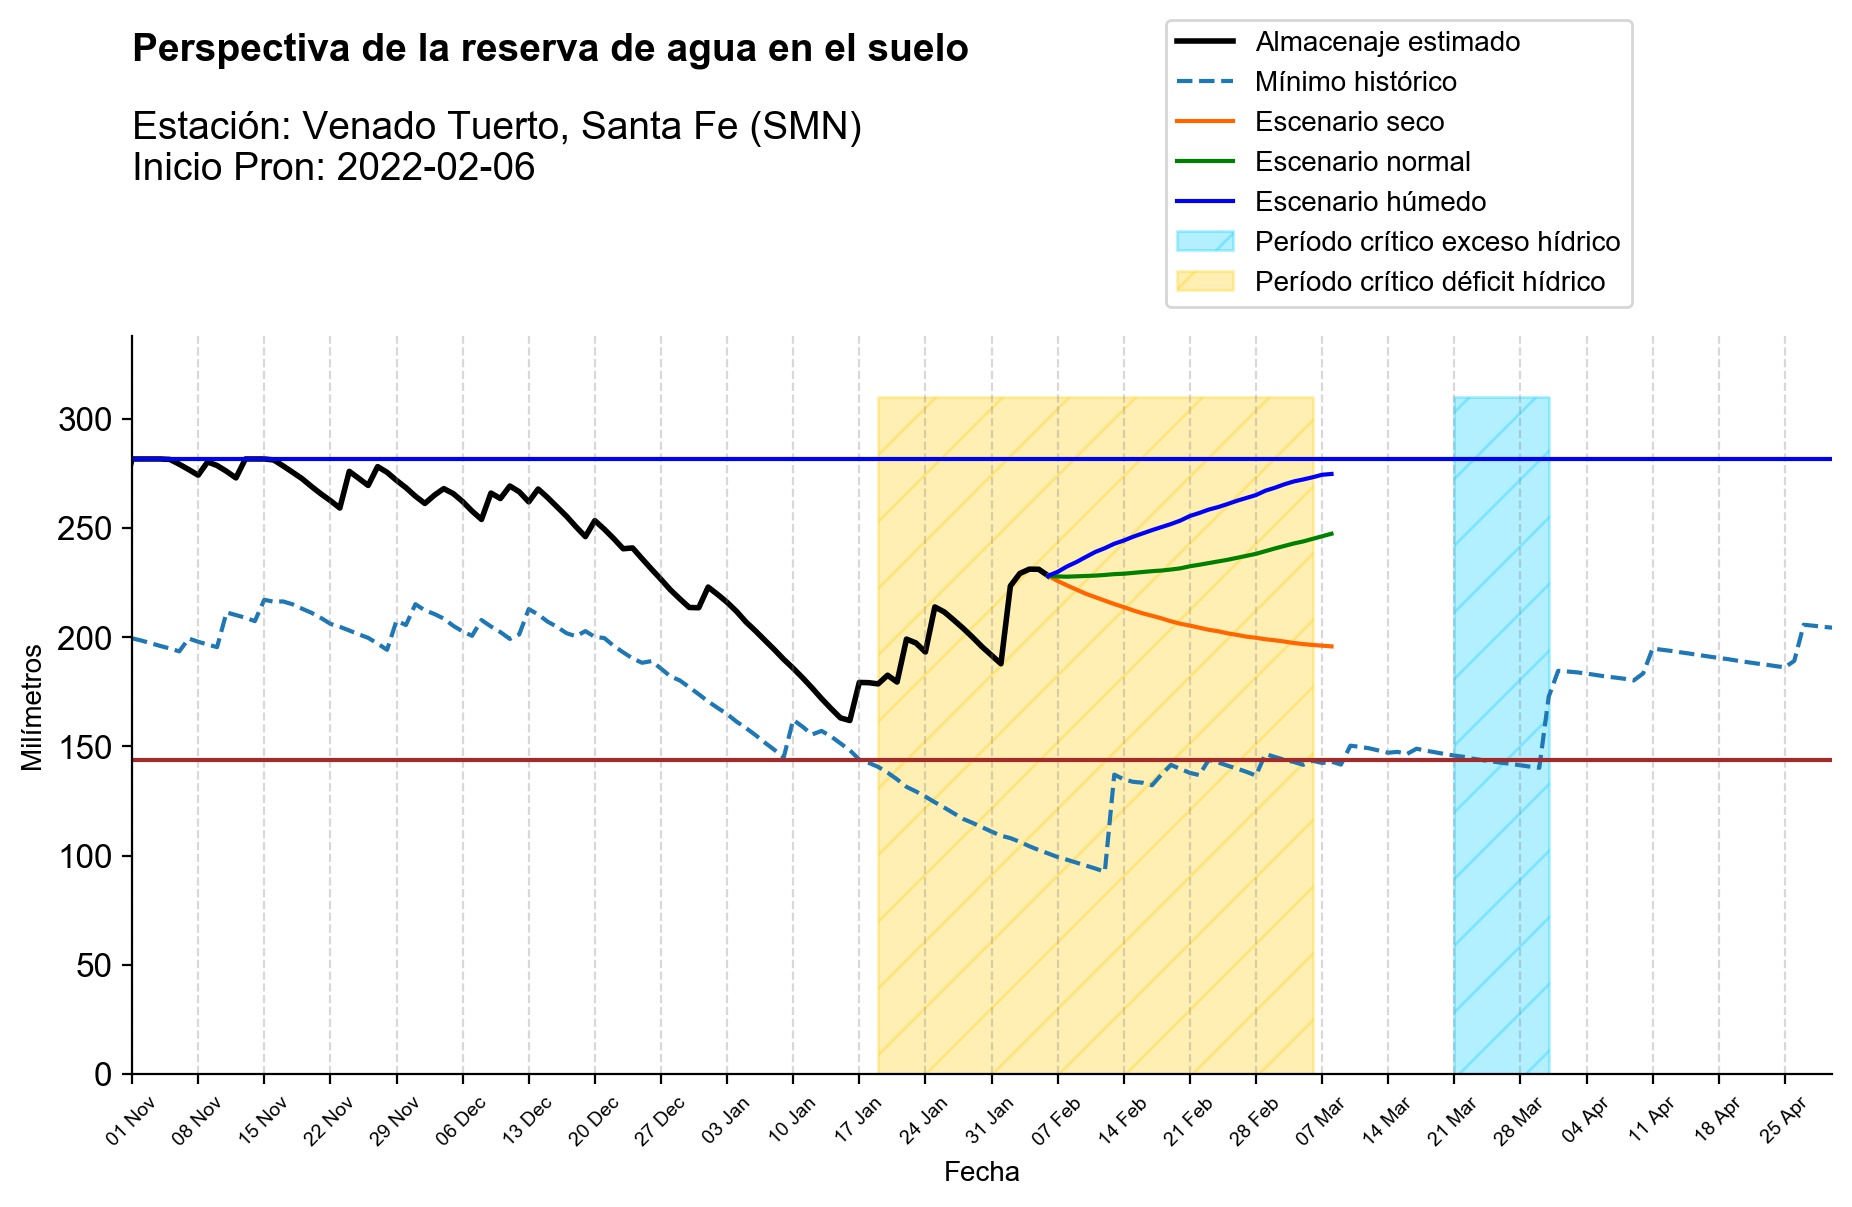 Perspectiva de la reserva de agua en el suelo
Estación: Venado Tuerto, Santa Fe (SMN)
Inicio Pron: 2022-02-06
Almacenaje estimado
Mínimo histórico
Escenario seco
Escenario normal
Escenario húmedo
Período crítico exceso hídrico
Período crítico déficit hídrico
Milímetros
300
250
200
150
100
50
0
01 Nov
08 Nov
15 Nov
22 Nov
29 Nov
06 Dec
13 Dec
20 Dec
27 Dec
03 Jan
10 Jan
17 Jan
24 Jan
31 Jan
07 Feb
14 Feb
21 Feb
28 Feb
07 Mar
14 Mar
21 Mar
28 Mar
04 Apr
11 Apr
18 Apr
25 Apr
Fecha